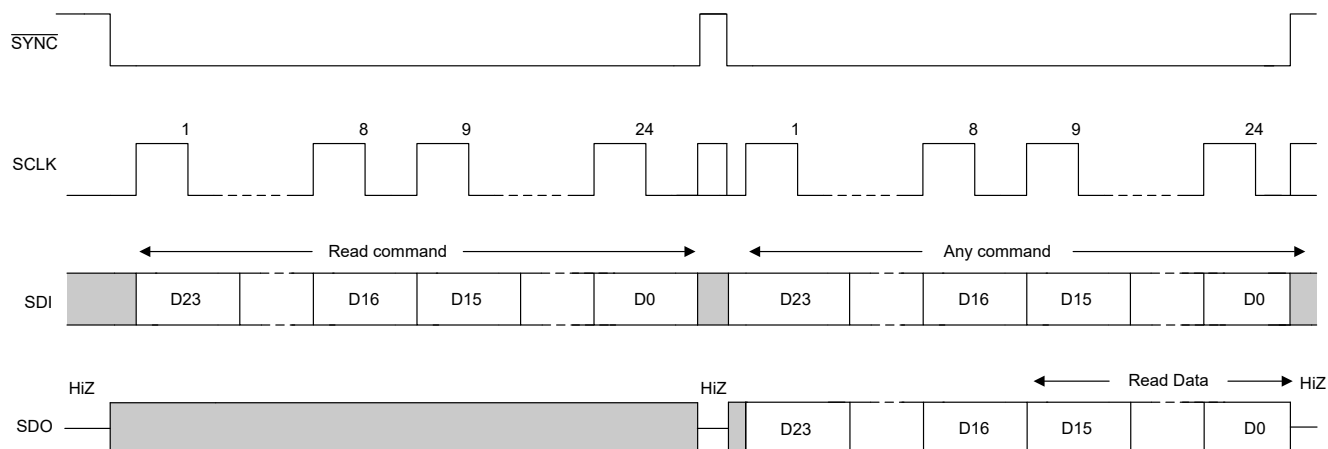 SYNC
1 8 9 24 1 8 9 24
SCLK
Read command Any command
SDI D23 D16 D15 D0 D23 D16 D15 D0
HiZ HiZ Read Data HiZ
SDO D23 D16 D15 D0